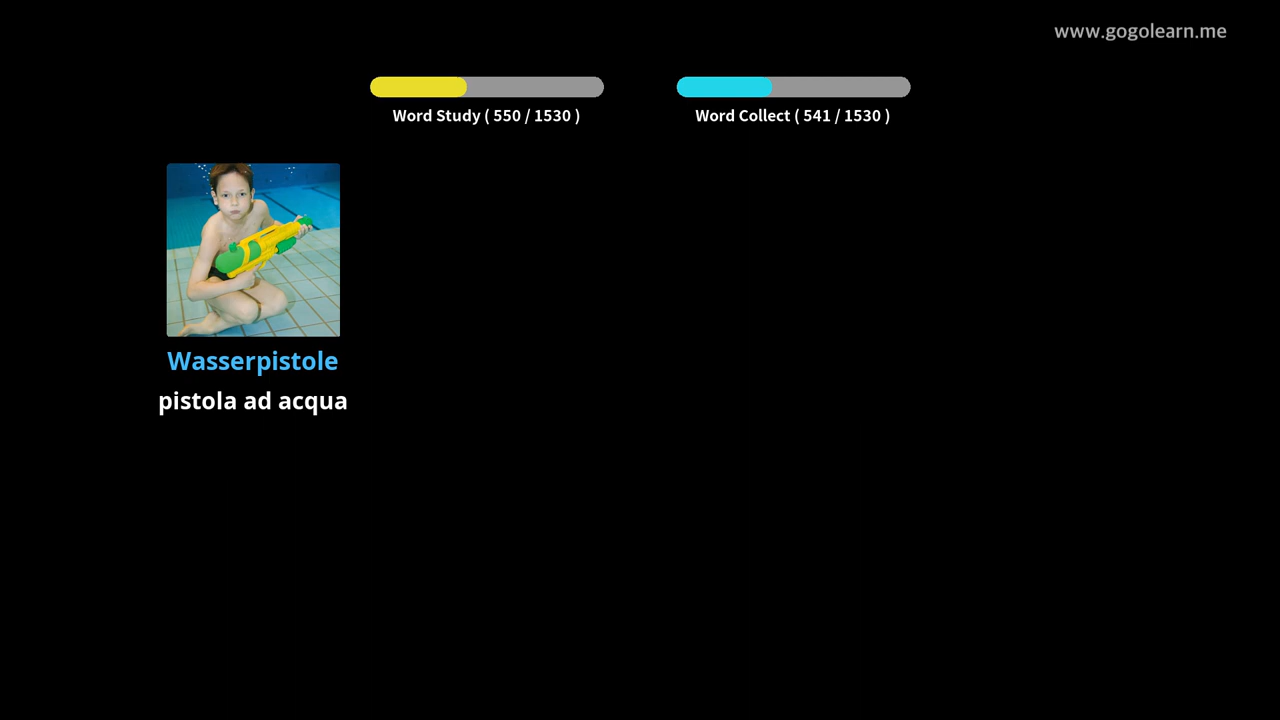 www.gogolearn.me
Word Study ( 550 / 1530 )
Word Collect ( 541 / 1530 )
Wasserpistole
pistola ad acqua